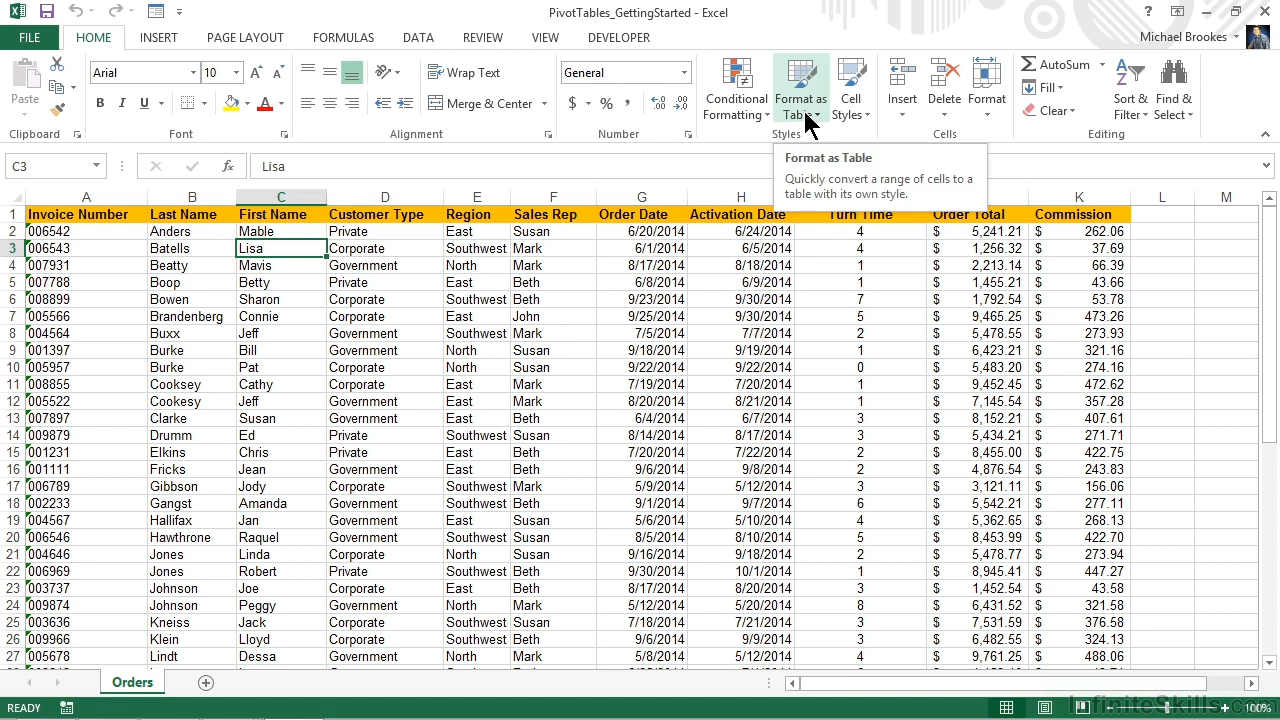 PivotTables_GettingStarted - Excel
FILE HOME INSERT PAGE LAYOUT FORMULAS DATA REVIEW VIEW DEVELOPER Michael Brookes
Paste
Clipboard
Arial 10
B I U A
Font
Wrap Text
Merge & Center
Alignment
General
$ % ,
Number
Conditional Formatting
Format as Table
Cell Styles
Styles
Insert Delete Format
Cells
AutoSum
Fill
Clear
Sort & Filter
Find & Select
Editing
C3 fx Lisa
Format as Table
Quickly convert a range of cells to a
table with its own style.
A B C D E F G H K L M
1 Invoice Number Last Name First Name Customer Type Region Sales Rep Order Date Activation Date Turn Time Order Total Commission
2 006542 Anders Mable Private East Susan 6/20/2014 6/24/2014 4 $ 5,241.21 $ 262.06
3 006543 Batells Lisa Corporate Southwest Mark 6/1/2014 6/5/2014 4 $ 1,256.32 $ 37.69
4 007931 Beatty Mavis Government North Mark 8/17/2014 8/18/2014 1 $ 2,213.14 $ 66.39
5 007788 Boop Betty Private East Beth 6/8/2014 6/9/2014 1 $ 1,455.21 $ 43.66
6 008899 Bowen Sharon Corporate Southwest Beth 9/23/2014 9/30/2014 7 $ 1,792.54 $ 53.78
7 005566 Brandenberg Connie Corporate East John 9/25/2014 9/30/2014 5 $ 9,465.25 $ 473.26
8 004564 Buxx Jeff Government Southwest Mark 7/5/2014 7/7/2014 2 $ 5,478.55 $ 273.93
9 001397 Burke Bill Government North Susan 9/18/2014 9/19/2014 1 $ 6,423.21 $ 321.16
10 005957 Burke Pat Corporate North Susan 9/22/2014 9/22/2014 0 $ 5,483.20 $ 274.16
11 008855 Cooksey Cathy Corporate East Mark 7/19/2014 7/20/2014 1 $ 9,452.45 $ 472.62
12 005522 Cookesy Jeff Government East Mark 8/20/2014 8/21/2014 1 $ 7,145.54 $ 357.28
13 007897 Clarke Susan Government East Beth 6/4/2014 6/7/2014 3 $ 8,152.21 $ 407.61
14 009879 Drumm Ed Private Southwest Susan 8/14/2014 8/17/2014 3 $ 5,434.21 $ 271.71
15 001231 Elkins Chris Private East Beth 7/20/2014 7/22/2014 2 $ 8,455.00 $ 422.75
16 001111 Fricks Jean Government East Beth 9/6/2014 9/8/2014 2 $ 4,876.54 $ 243.83
17 006789 Gibbson Jody Corporate Southwest Mark 5/9/2014 5/12/2014 3 $ 3,121.11 $ 156.06
18 002233 Gangst Amanda Government Southwest Beth 9/1/2014 9/7/2014 6 $ 5,542.21 $ 277.11
19 004567 Hallifax Jan Government East Susan 5/6/2014 5/10/2014 4 $ 5,362.65 $ 268.13
20 006546 Hawthrone Raquel Government Southwest Susan 8/5/2014 8/10/2014 5 $ 8,453.99 $ 422.70
21 004646 Jones Linda Corporate North Susan 9/16/2014 9/18/2014 2 $ 5,478.77 $ 273.94
22 006969 Jones Robert Private Southwest Beth 9/30/2014 10/1/2014 1 $ 8,945.41 $ 447.27
23 003737 Johnson Joe Corporate East Mark 8/17/2014 8/20/2014 3 $ 1,452.54 $ 43.58
24 009874 Johnson Peggy Government North Mark 5/12/2014 5/20/2014 8 $ 6,431.52 $ 321.58
25 003636 Kneiss Jack Government Southwest Susan 7/18/2014 7/21/2014 3 $ 7,531.59 $ 376.58
26 009966 Klein Lloyd Corporate Southwest Beth 9/6/2014 9/9/2014 3 $ 6,482.55 $ 324.13
27 005678 Lindt Dessa Government North Mark 5/8/2014 5/12/2014 4 $ 9,761.25 $ 488.06
Orders
READY InfiniteSkills.com 100%